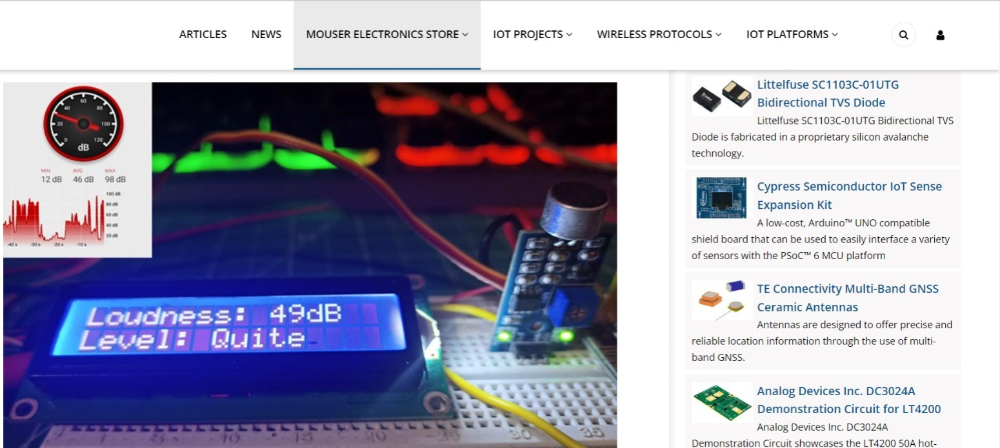 ARTICLES NEWS MOUSER ELECTRONICS STORE IOT PROJECTS WIRELESS PROTOCOLS IOT PLATFORMS
0 20 40 60 80 100 120
dB
MIN AVG MAX
12 dB 46 dB 98 dB
100 dB
80 dB
60 dB
40 dB
20 dB
-40 s -30 s -20 s -10 s
Loudness: 49dB
Level: Quite
10 15 20 25 30 35
Littelfuse SC1103C-01UTG
Bidirectional TVS Diode
Littelfuse SC1103C-01UTG Bidirectional TVS
Diode is fabricated in a proprietary silicon avalanche
technology.
Cypress Semiconductor IoT Sense
Expansion Kit
A low-cost, Arduino™ UNO compatible
shield board that can be used to easily interface a variety
of sensors with the PSoC™ 6 MCU platform
TE Connectivity Multi-Band GNSS
Ceramic Antennas
Antennas are designed to offer precise and
reliable location information through the use of multi-
band GNSS.
Analog Devices Inc. DC3024A
Demonstration Circuit for LT4200
Analog Devices Inc. DC3024A
Demonstration Circuit showcases the LT4200 50A hot-